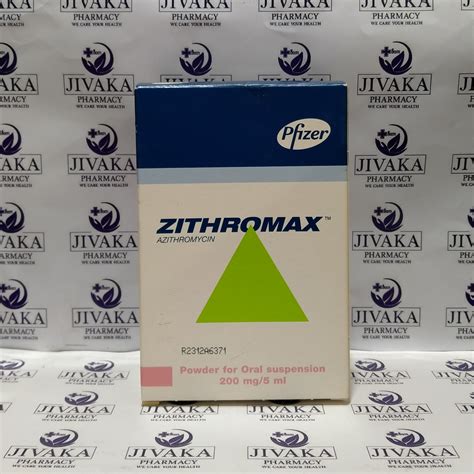 JIVAKA
PHARMACY
WE CARE YOUR HEALTH
Pfizer
ZITHROMAX™
AZITHROMYCIN
R2312A6371
Powder for Oral suspension
200 mg/5 ml